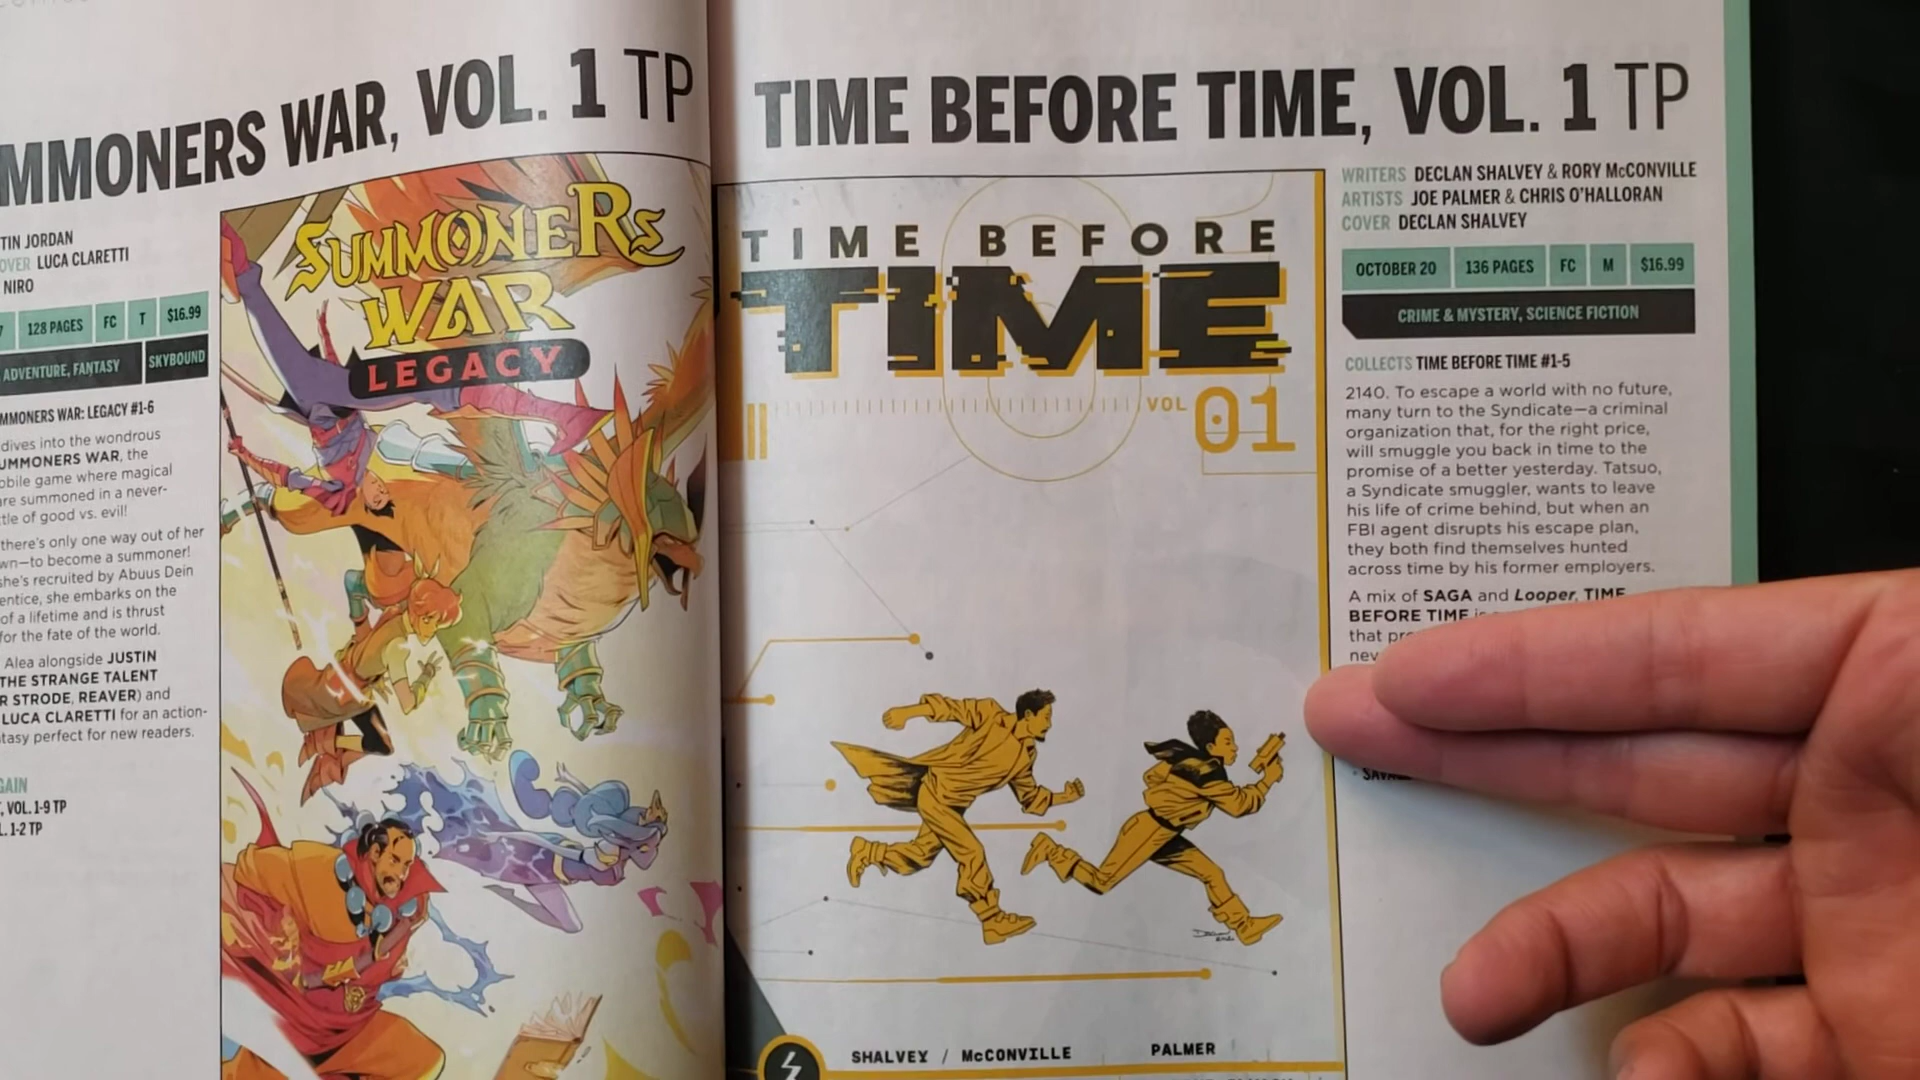 WAR, VOL. 1 TP
TIN JORDAN
LUCA CLARETTI
NIRO
128 PAGES FC T $16.99
ADVENTURE, FANTASY SKYBOUND
WAR: LEGACY #1-6
dives into the wondrous
WAR, the
game where magical
are summoned in a never-
of good vs. evil!
there's only one way out of her
to become a summoner!
she's recruited by Abuus Dein
she embarks on the
of a lifetime and is thrust
for the fate of the world.
Alea alongside JUSTIN
THE STRANGE TALENT
STRODE, REAVER) and
LUCA CLARETTI for an action-
perfect for new readers.
VOL. 1-9 TP
1-2 TP
SUMMONERS
WAR
LEGACY
TIME BEFORE TIME, VOL. 1 TP
TIME BEFORE
TIME
VOL 01
SHALVEY / McCONVILLE PALMER
WRITERS DECLAN SHALVEY & RORY McCONVILLE
ARTISTS JOE PALMER & CHRIS O'HALLORAN
COVER DECLAN SHALVEY
OCTOBER 20 136 PAGES FC M $16.99
CRIME & MYSTERY, SCIENCE FICTION
COLLECTS TIME BEFORE TIME #1-5
2140. To escape a world with no future,
many turn to the Syndicate—a criminal
organization that, for the right price,
will smuggle you back in time to the
promise of a better yesterday. Tatsuo,
a Syndicate smuggler, wants to leave
his life of crime behind, but when an
FBI agent disrupts his escape plan,
they both find themselves hunted
across time by his former employers.
A mix of SAGA and Looper, TIME
BEFORE TIME
that